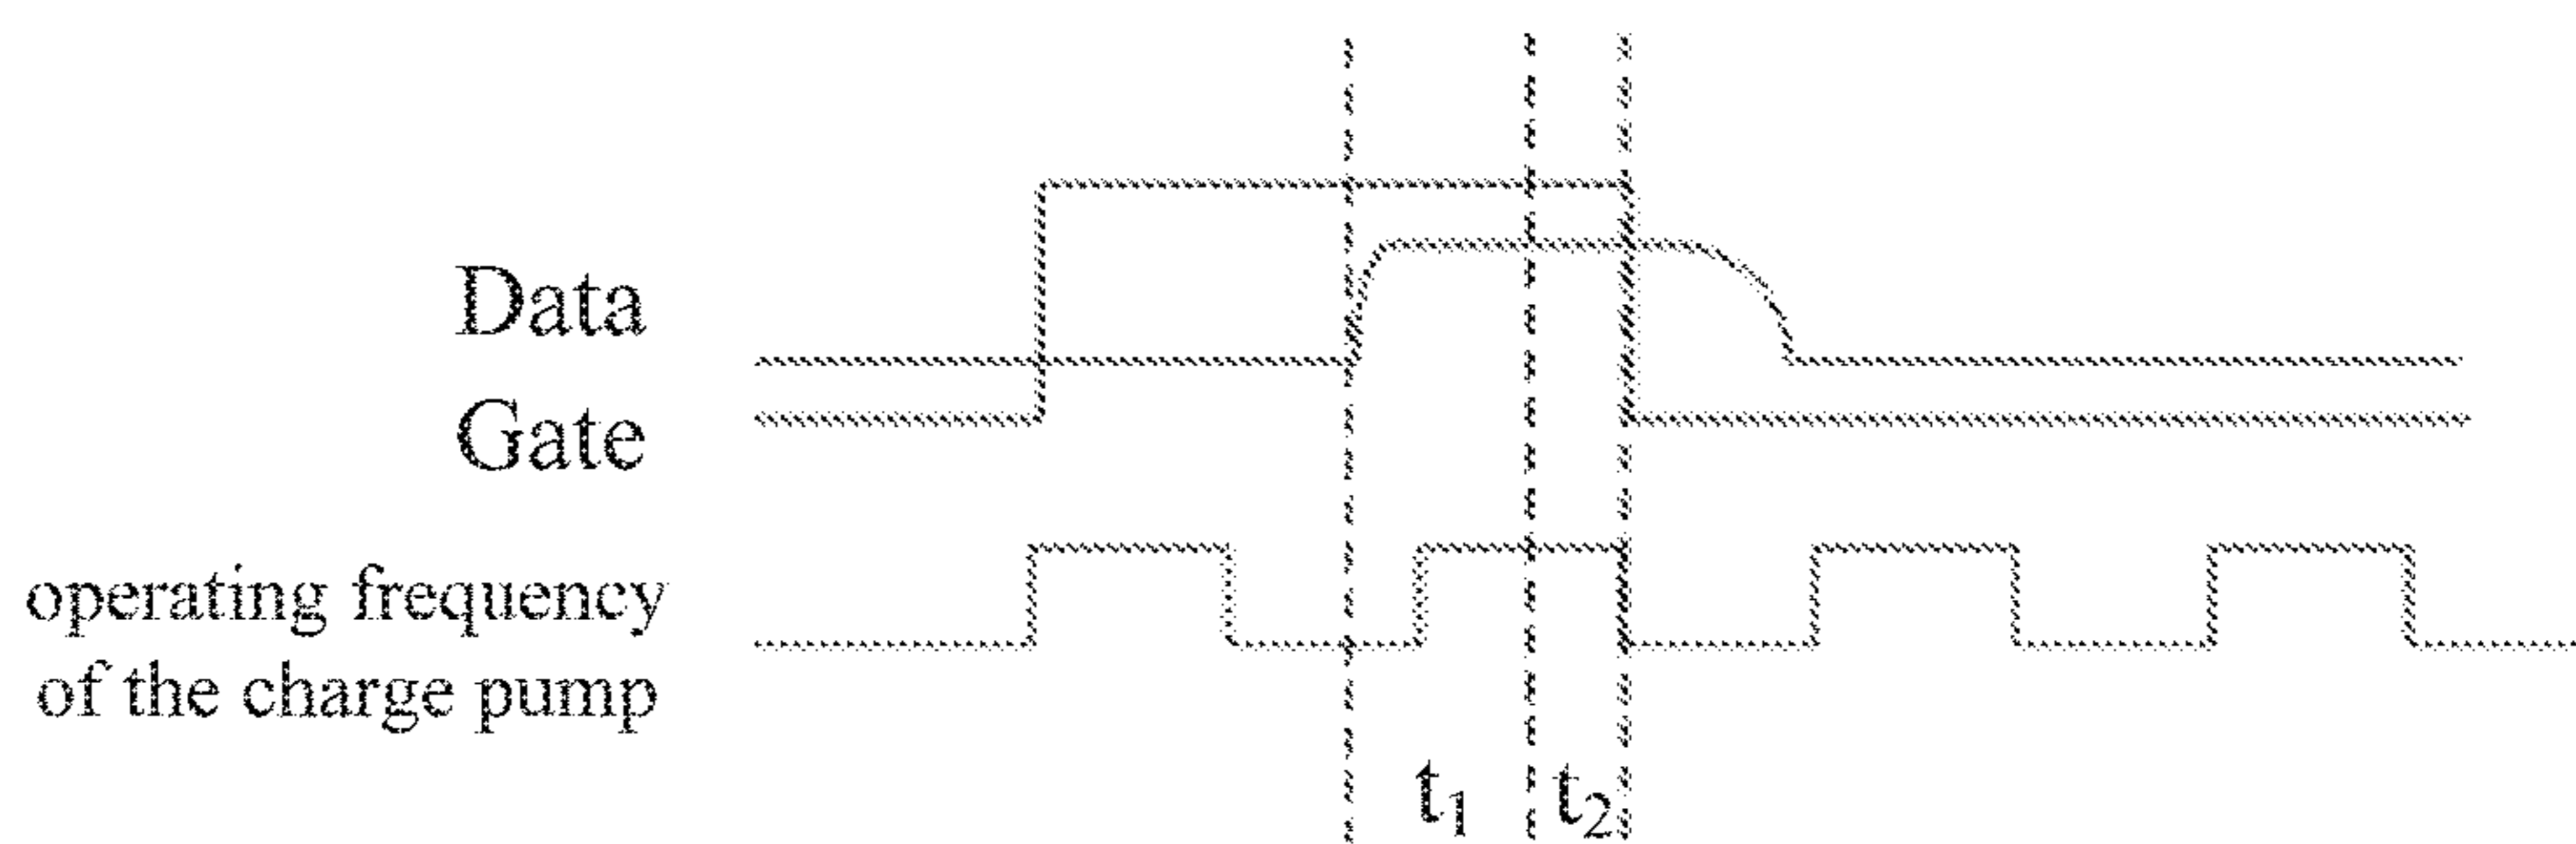 Data
Gate
operating frequency
of the charge pump
t₁ t₂